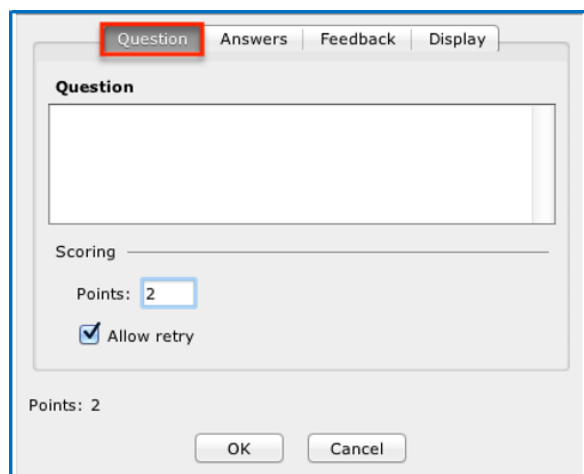 Question Answers Feedback Display
Question
Scoring
Points: 2
Allow retry
Points: 2
OK Cancel